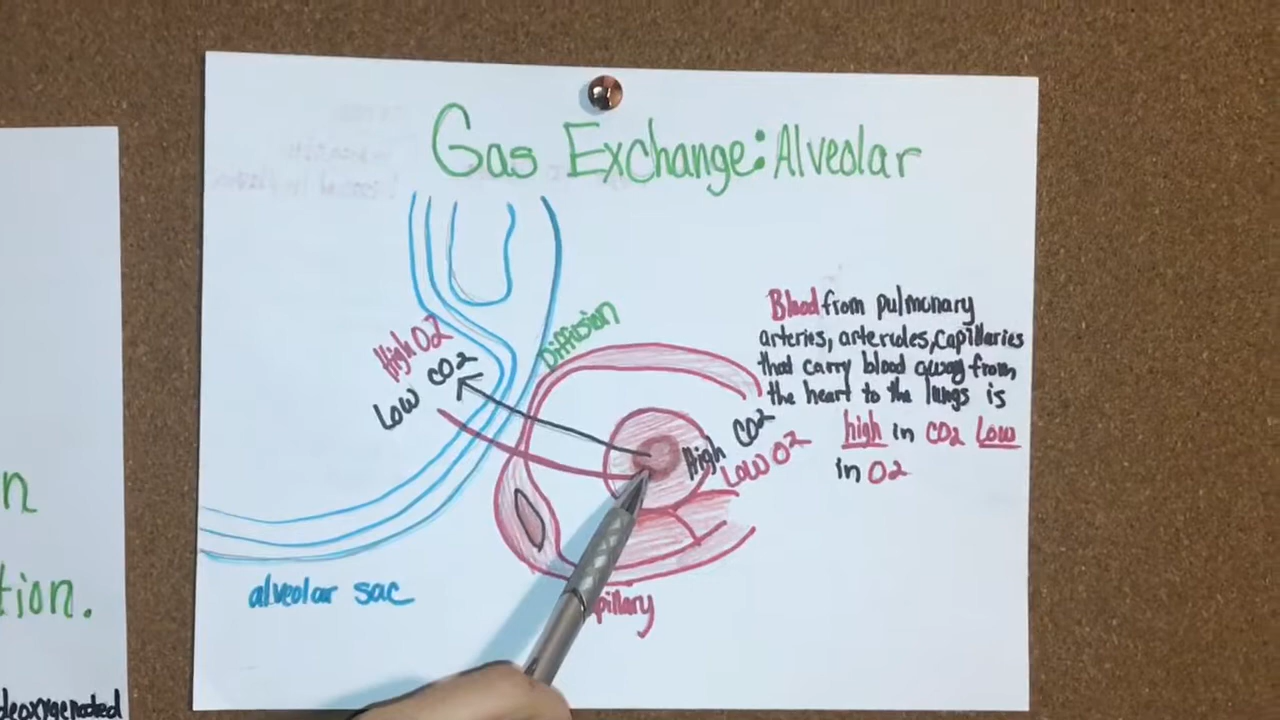 Gas Exchange: Alveolar
High O2
Low CO2
Diffusion
High CO2
Low O2
Blood from pulmonary
arteries, arterioles, capillaries
that carry blood away from
the heart to the lungs is
high in CO2 Low
in O2
alveolar sac
pillary
n
tion.
deoxygenated